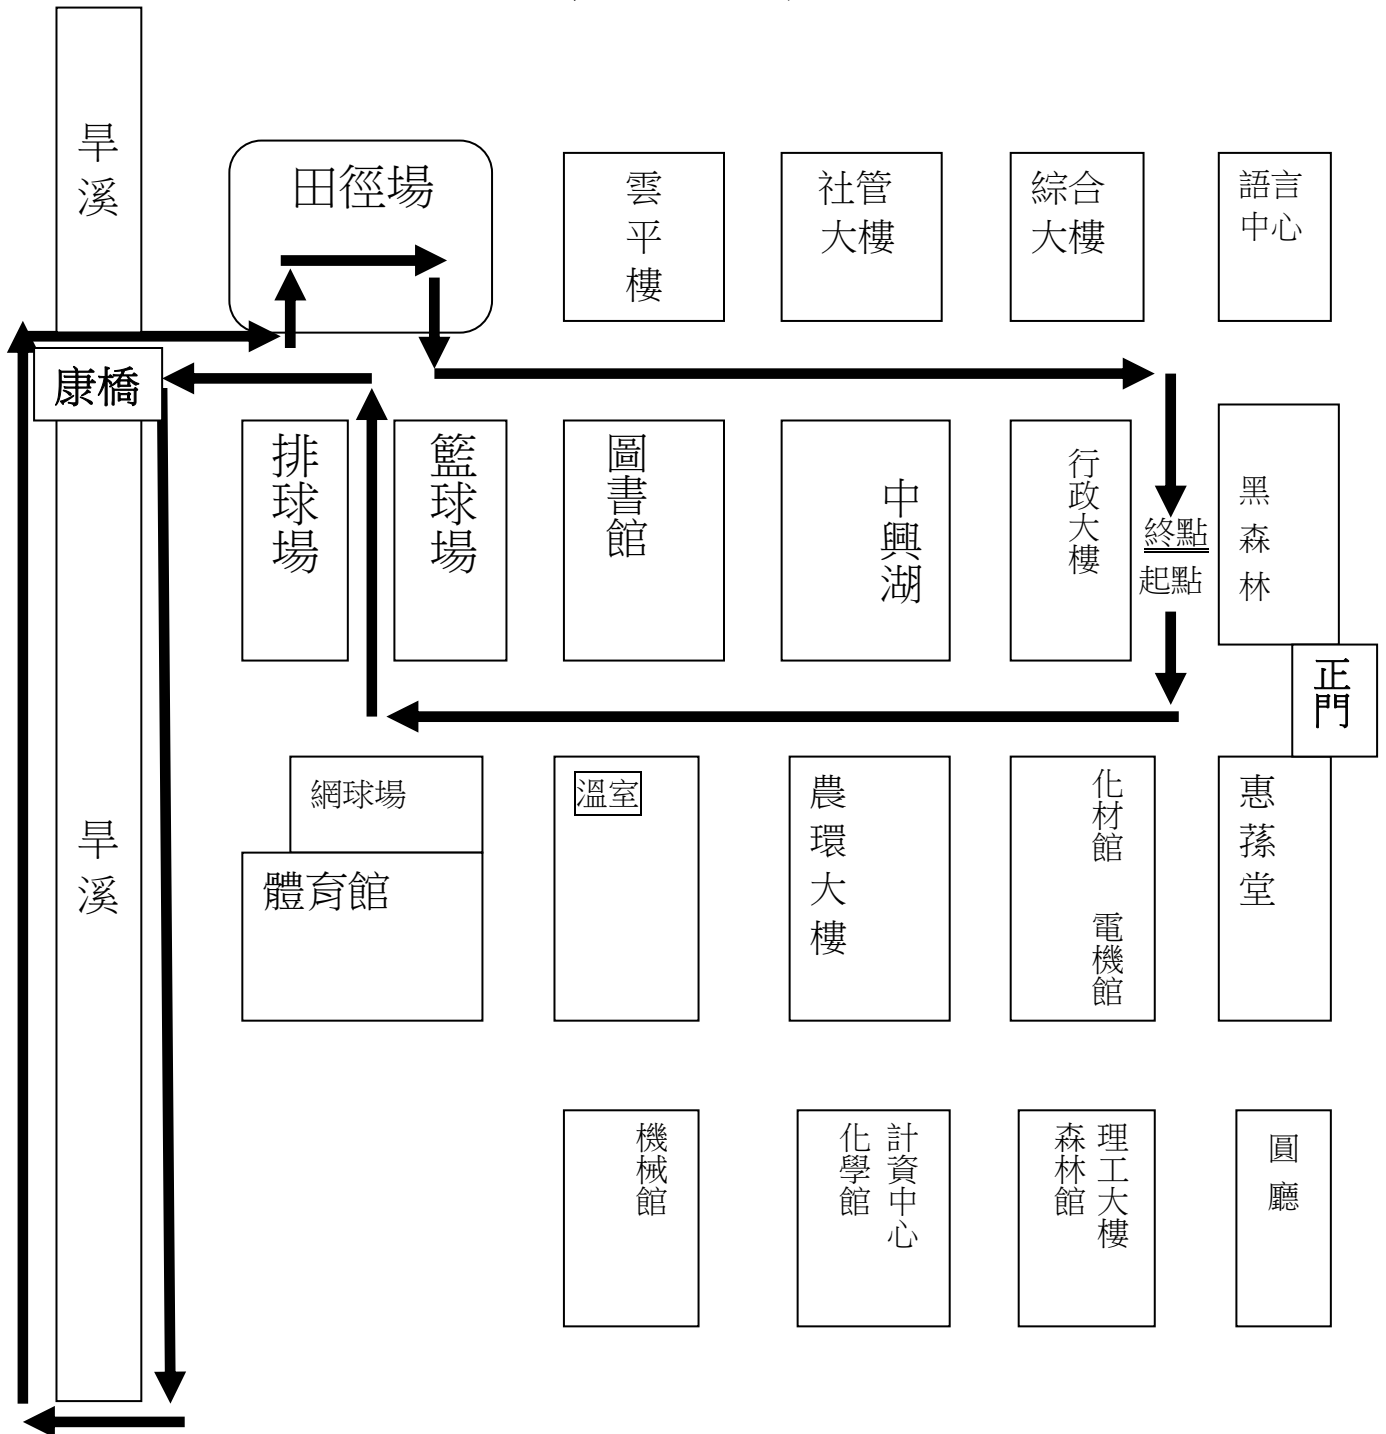 旱溪
田徑場
雲平樓
社管
大樓
綜合
大樓
語言
中心
康橋
排球場
籃球場
圖書館
中興湖
行政大樓
終點
起點
黑森林
正門
旱溪
網球場
體育館
溫室
農環大樓
化材館 電機館
惠蓀堂
機械館
計資中心
化學館
理工大樓
森林館
圓廳